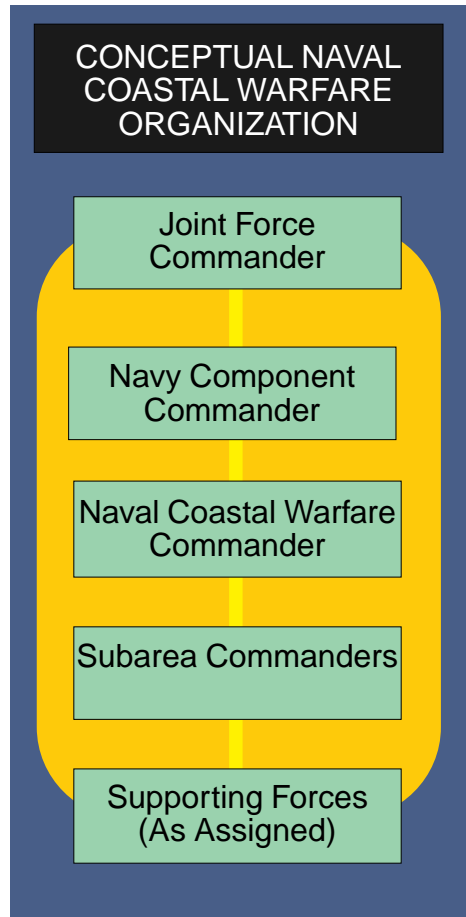 CONCEPTUAL NAVAL
COASTAL WARFARE
ORGANIZATION
Joint Force
Commander
Navy Component
Commander
Naval Coastal Warfare
Commander
Subarea Commanders
Supporting Forces
(As Assigned)